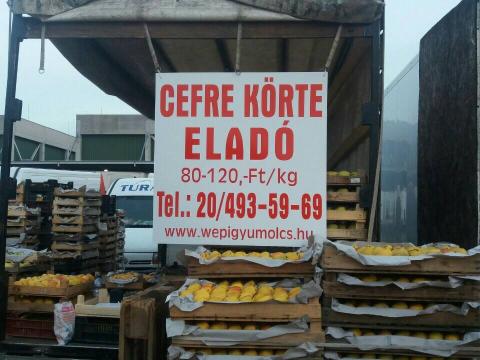 CEFRE KÖRTE
ELADÓ
80-120,-Ft/kg
Tel.: 20/493-59-69
www.wepigyumolcs.hu